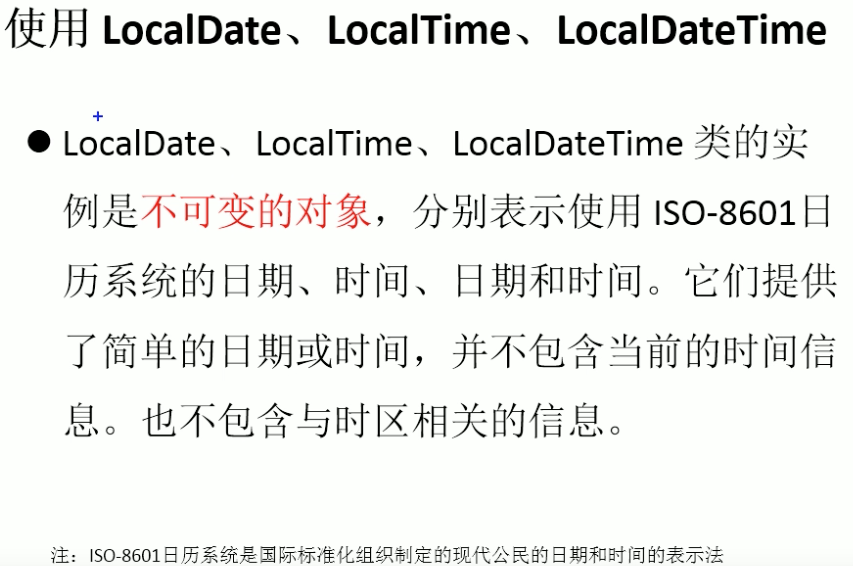 使用 LocalDate、LocalTime、LocalDateTime
● LocalDate、LocalTime、LocalDateTime 类的实
例是不可变的对象，分别表示使用 ISO-8601日
历系统的日期、时间、日期和时间。它们提供
了简单的日期或时间，并不包含当前的时间信
息。也不包含与时区相关的信息。
注：ISO-8601日历系统是国际标准化组织制定的现代公民的日期和时间的表示法